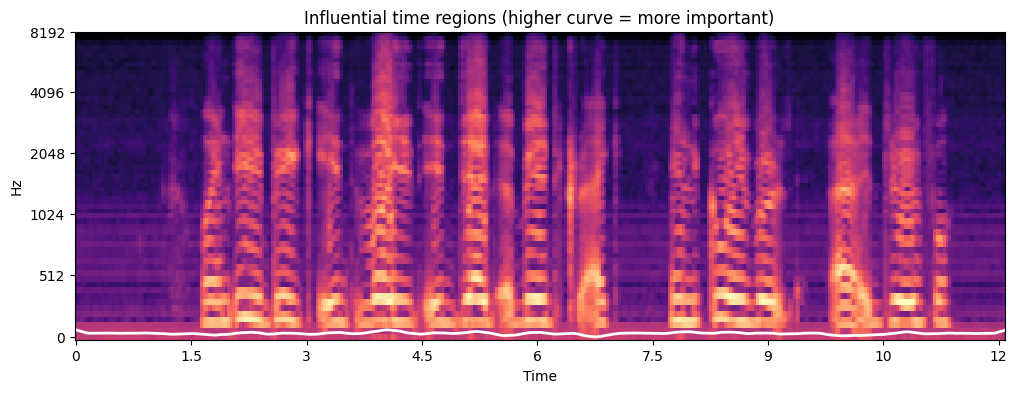 Influential time regions (higher curve = more important)
8192
4096
2048
1024
512
0
Hz
0 1.5 3 4.5 6 7.5 9 10 12
Time